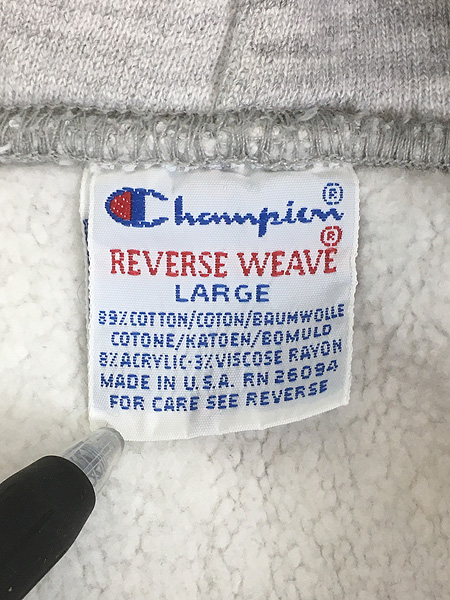 Champion®
®
REVERSE WEAVE
LARGE
89%COTTON/COTON/BAUMWOLLE
COTONE/KATOEN/BOMULD
8%ACRYLIC·3%VISCOSE RAYON
MADE IN U.S.A. RN 26094
FOR CARE SEE REVERSE